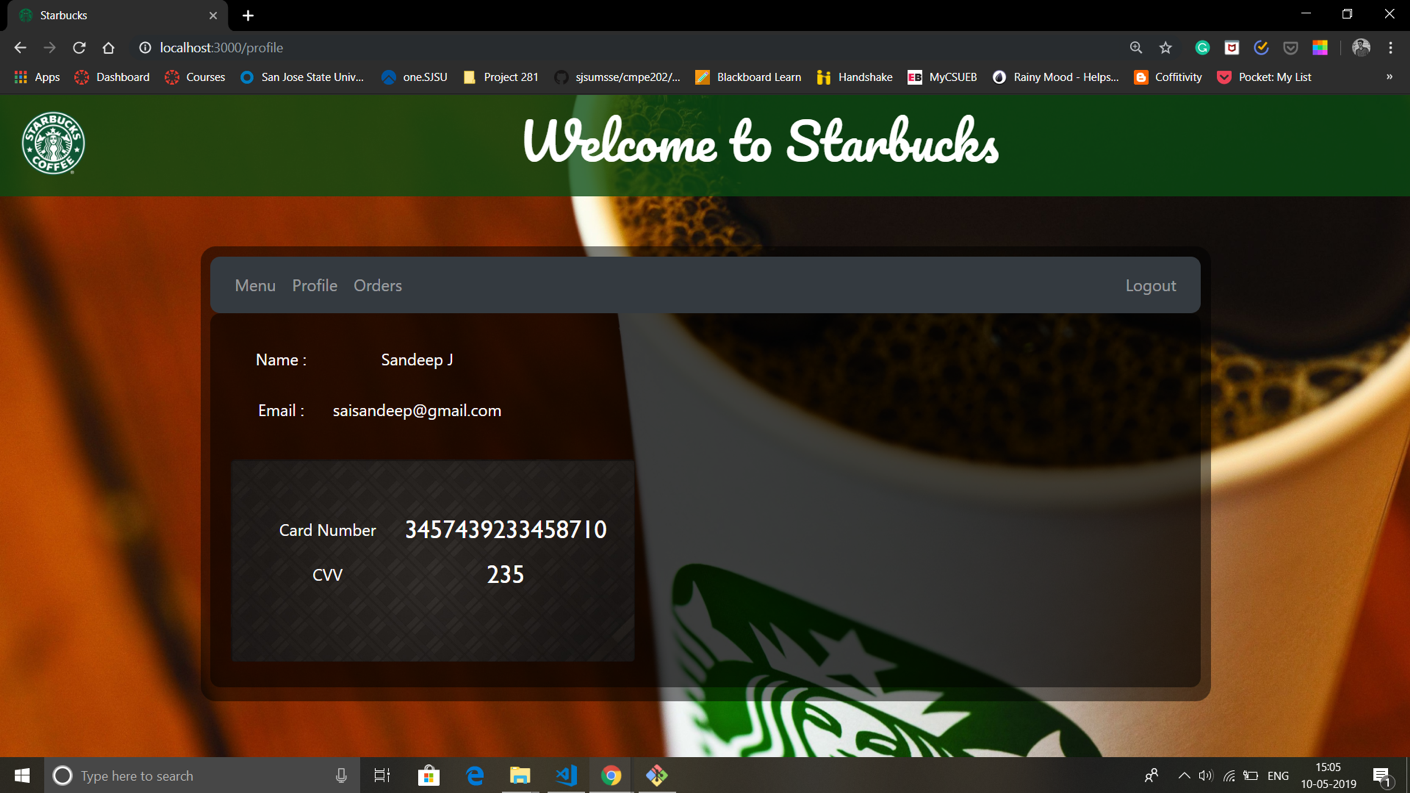 Starbucks
localhost:3000/profile
Apps Dashboard Courses San Jose State Univ... one.SJSU Project 281 sjsumsse/cmpe202/... Blackboard Learn Handshake EB MyCSUEB Rainy Mood - Helps... Coffitivity Pocket: My List »
STARBUCKS
COFFEE
Welcome to Starbucks
Menu Profile Orders Logout
Name : Sandeep J
Email : saisandeep@gmail.com
Card Number 3457439233458710
CVV 235
Type here to search
ENG
15:05
10-05-2019
1